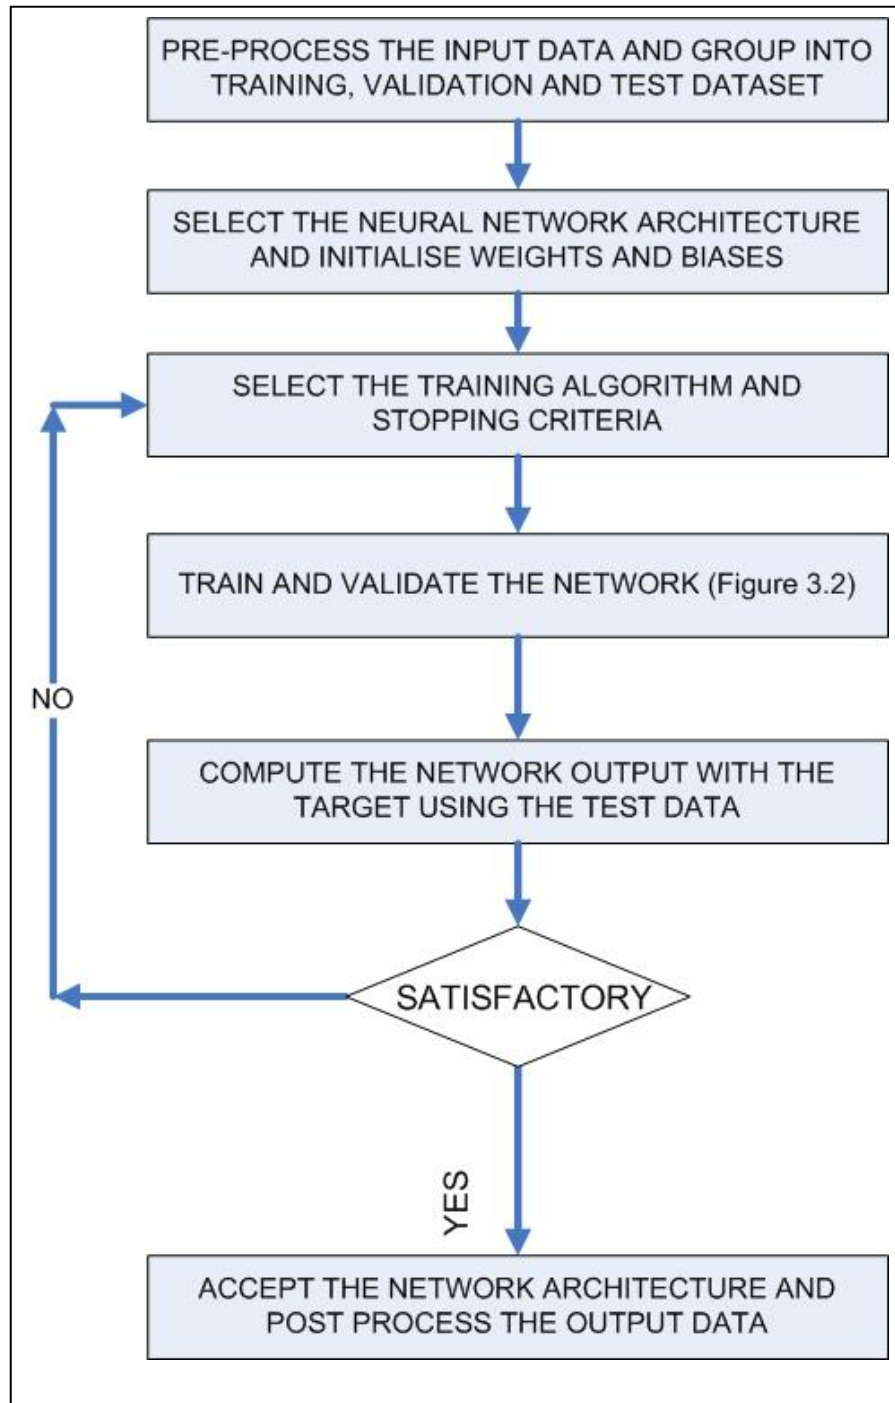 PRE-PROCESS THE INPUT DATA AND GROUP INTO
TRAINING, VALIDATION AND TEST DATASET
SELECT THE NEURAL NETWORK ARCHITECTURE
AND INITIALISE WEIGHTS AND BIASES
SELECT THE TRAINING ALGORITHM AND
STOPPING CRITERIA
TRAIN AND VALIDATE THE NETWORK (Figure 3.2)
NO
COMPUTE THE NETWORK OUTPUT WITH THE
TARGET USING THE TEST DATA
SATISFACTORY
YES
ACCEPT THE NETWORK ARCHITECTURE AND
POST PROCESS THE OUTPUT DATA